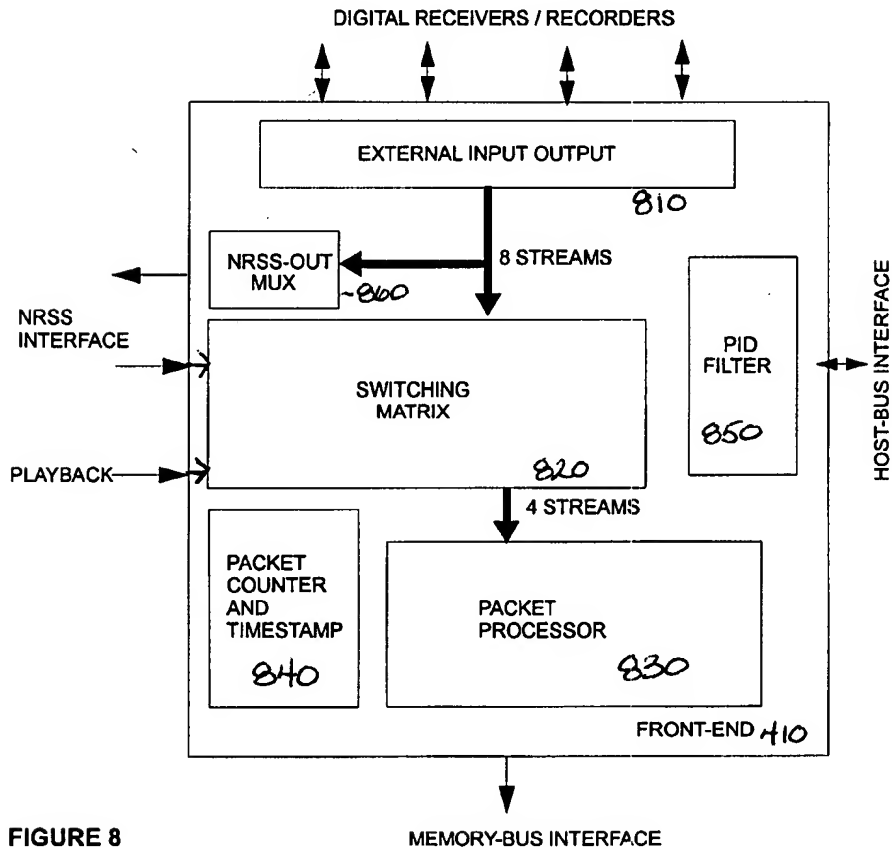 DIGITAL RECEIVERS / RECORDERS
EXTERNAL INPUT OUTPUT
810
8 STREAMS
NRSS-OUT
MUX
860
NRSS
INTERFACE
PID
FILTER
850
HOST-BUS INTERFACE
SWITCHING
MATRIX
820
PLAYBACK
4 STREAMS
PACKET
COUNTER
AND
TIMESTAMP
840
PACKET
PROCESSOR
830
FRONT-END 410
FIGURE 8
MEMORY-BUS INTERFACE